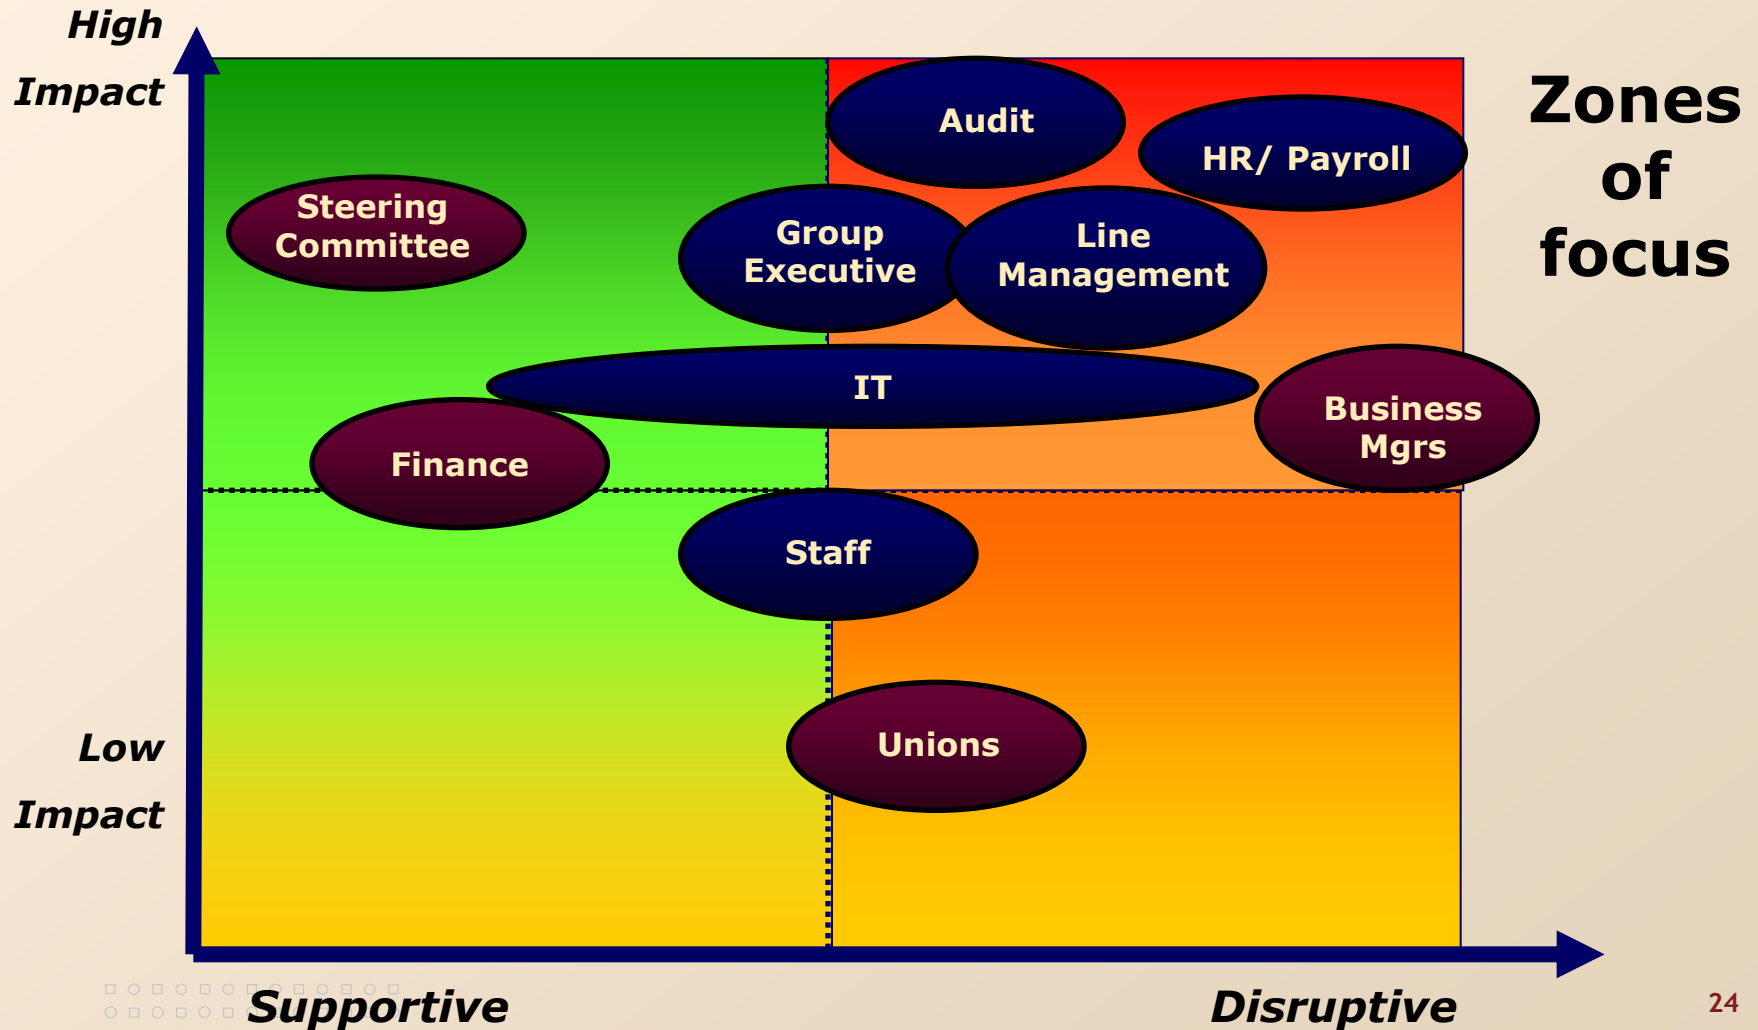 High
Impact
Zones
of
focus
Audit
HR/ Payroll
Steering
Committee
Group
Executive
Line
Management
IT
Business
Mgrs
Finance
Staff
Unions
Low
Impact
Supportive
Disruptive
24